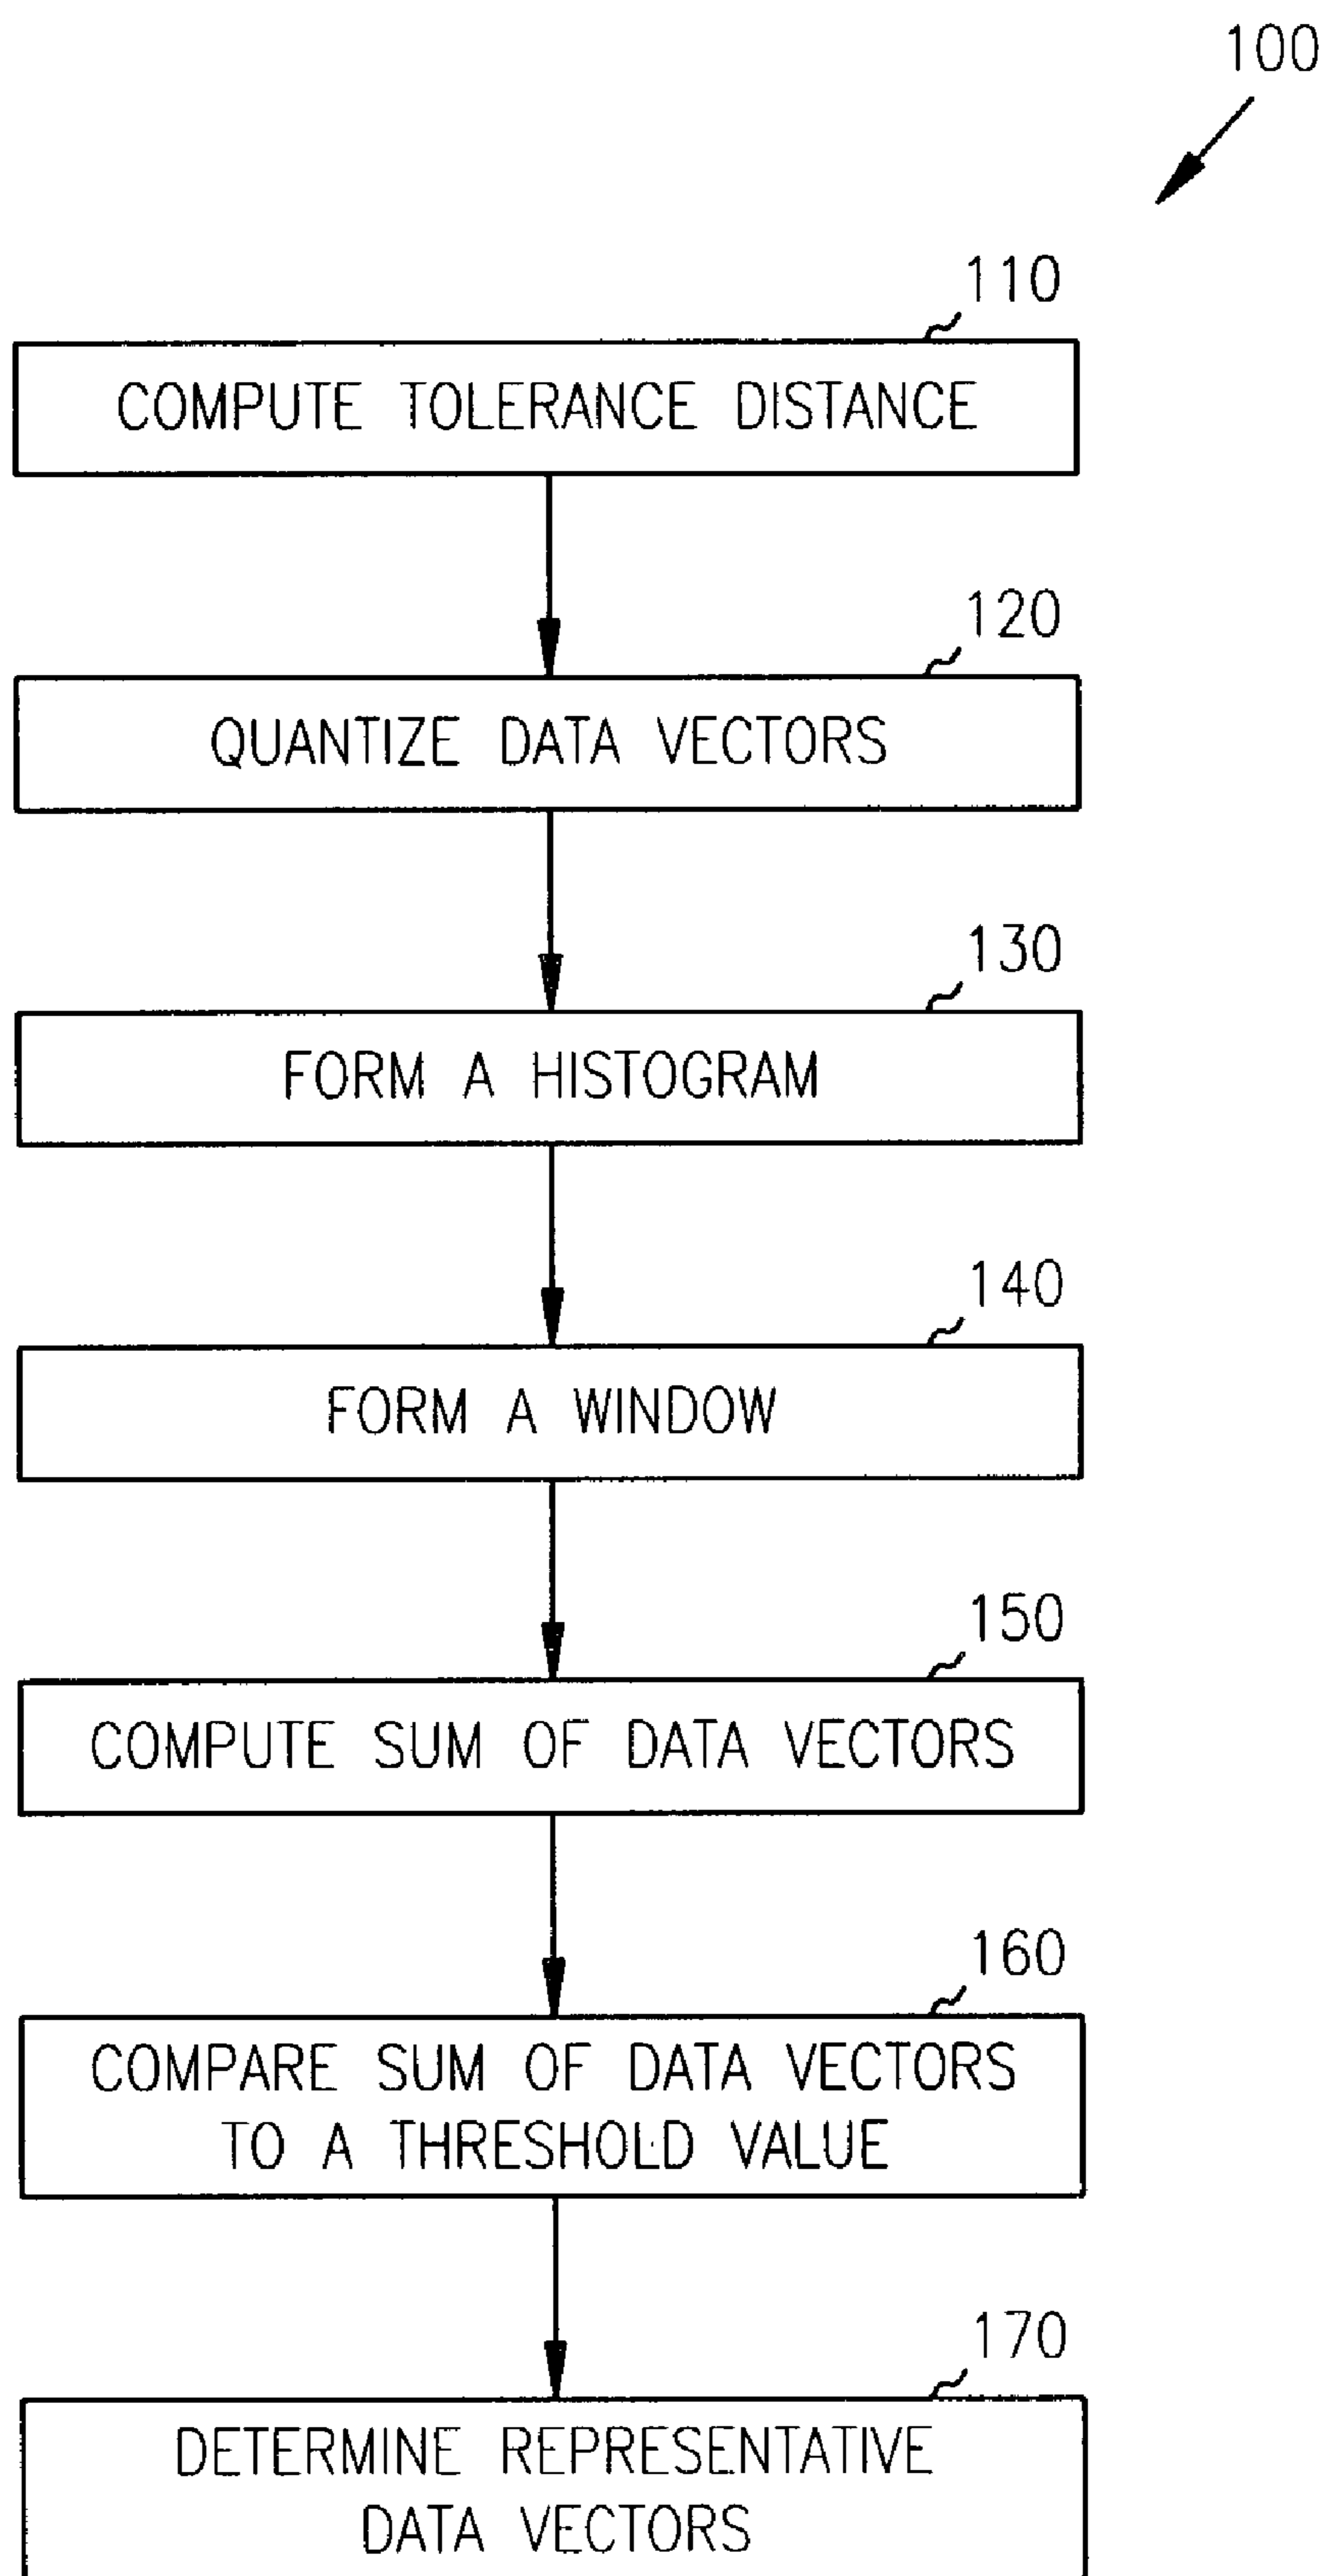 100
110
COMPUTE TOLERANCE DISTANCE
120
QUANTIZE DATA VECTORS
130
FORM A HISTOGRAM
140
FORM A WINDOW
150
COMPUTE SUM OF DATA VECTORS
160
COMPARE SUM OF DATA VECTORS
TO A THRESHOLD VALUE
170
DETERMINE REPRESENTATIVE
DATA VECTORS